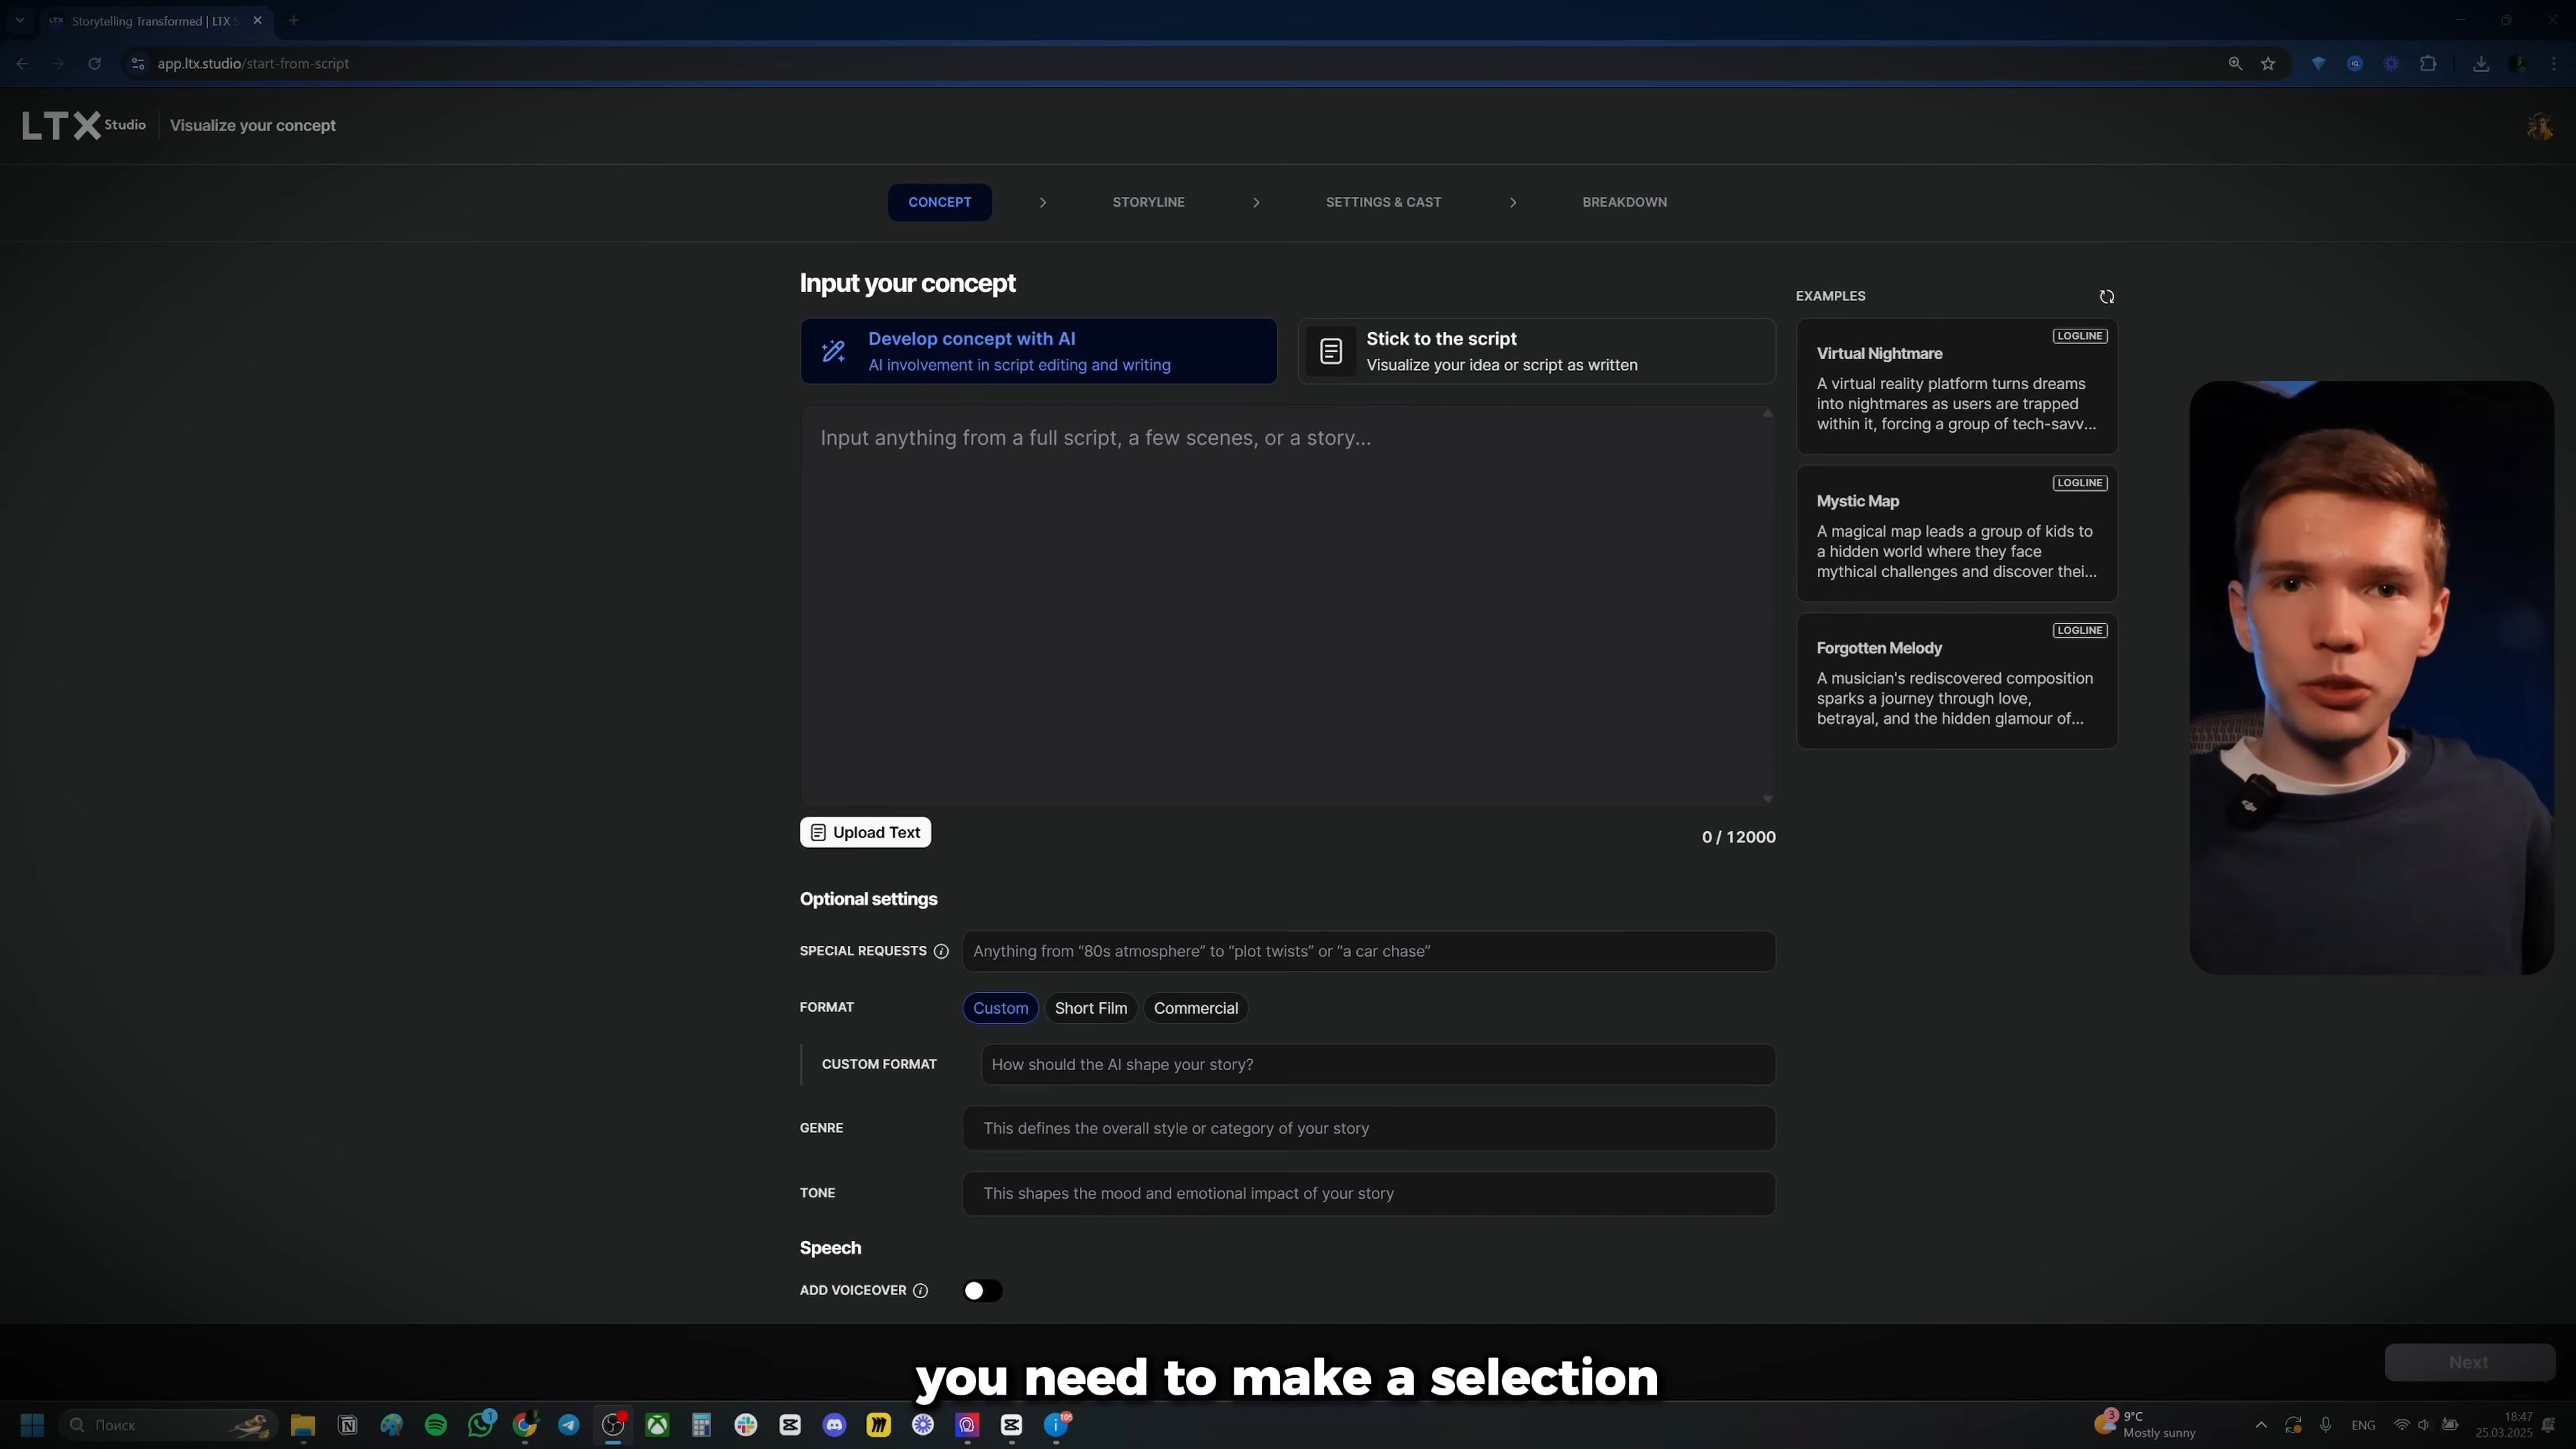 Storytelling Transformed | LTX S
app.ltx.studio/start-from-script
LTX Studio
Visualize your concept
CONCEPT
STORYLINE
SETTINGS & CAST
BREAKDOWN
Input your concept
Develop concept with AI
AI involvement in script editing and writing
Stick to the script
Visualize your idea or script as written
Input anything from a full script, a few scenes, or a story...
Upload Text
0 / 12000
EXAMPLES
LOGLINE
Virtual Nightmare
A virtual reality platform turns dreams
into nightmares as users are trapped
within it, forcing a group of tech-savv...
LOGLINE
Mystic Map
A magical map leads a group of kids to
a hidden world where they face
mythical challenges and discover thei...
LOGLINE
Forgotten Melody
A musician's rediscovered composition
sparks a journey through love,
betrayal, and the hidden glamour of...
Optional settings
SPECIAL REQUESTS
Anything from “80s atmosphere” to “plot twists” or “a car chase”
FORMAT
Custom
Short Film
Commercial
CUSTOM FORMAT
How should the AI shape your story?
GENRE
This defines the overall style or category of your story
TONE
This shapes the mood and emotional impact of your story
Speech
ADD VOICEOVER
Next
you need to make a selection
Поиск
1
105
3
9°C
Mostly sunny
ENG
18:47
25.03.2025